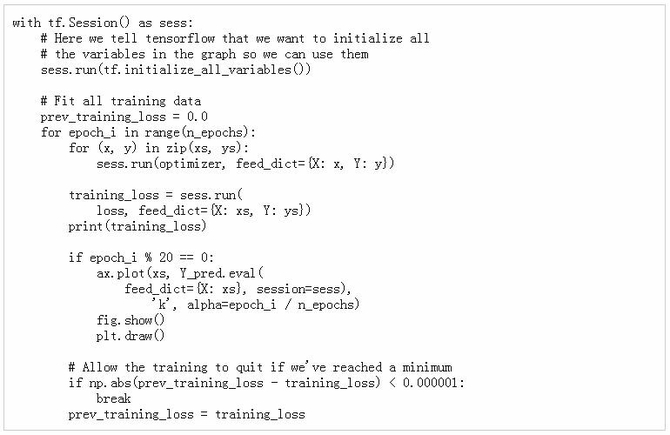 with tf.Session() as sess:
    # Here we tell tensorflow that we want to initialize all
    # the variables in the graph so we can use them
    sess.run(tf.initialize_all_variables())

    # Fit all training data
    prev_training_loss = 0.0
    for epoch_i in range(n_epochs):
        for (x, y) in zip(xs, ys):
            sess.run(optimizer, feed_dict={X: x, Y: y})

        training_loss = sess.run(
            loss, feed_dict={X: xs, Y: ys})
        print(training_loss)

        if epoch_i % 20 == 0:
            ax.plot(xs, Y_pred.eval(
                feed_dict={X: xs}, session=sess),
                    'k', alpha=epoch_i / n_epochs)
            fig.show()
            plt.draw()

        # Allow the training to quit if we've reached a minimum
        if np.abs(prev_training_loss - training_loss) < 0.000001:
            break
        prev_training_loss = training_loss